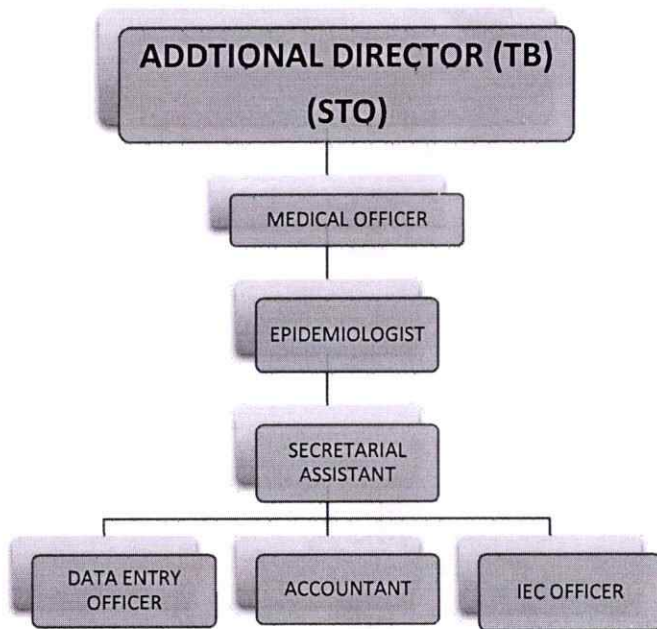 ADDTIONAL DIRECTOR (TB)
(STO)
MEDICAL OFFICER
EPIDEMIOLOGIST
SECRETARIAL
ASSISTANT
DATA ENTRY
OFFICER
ACCOUNTANT
IEC OFFICER